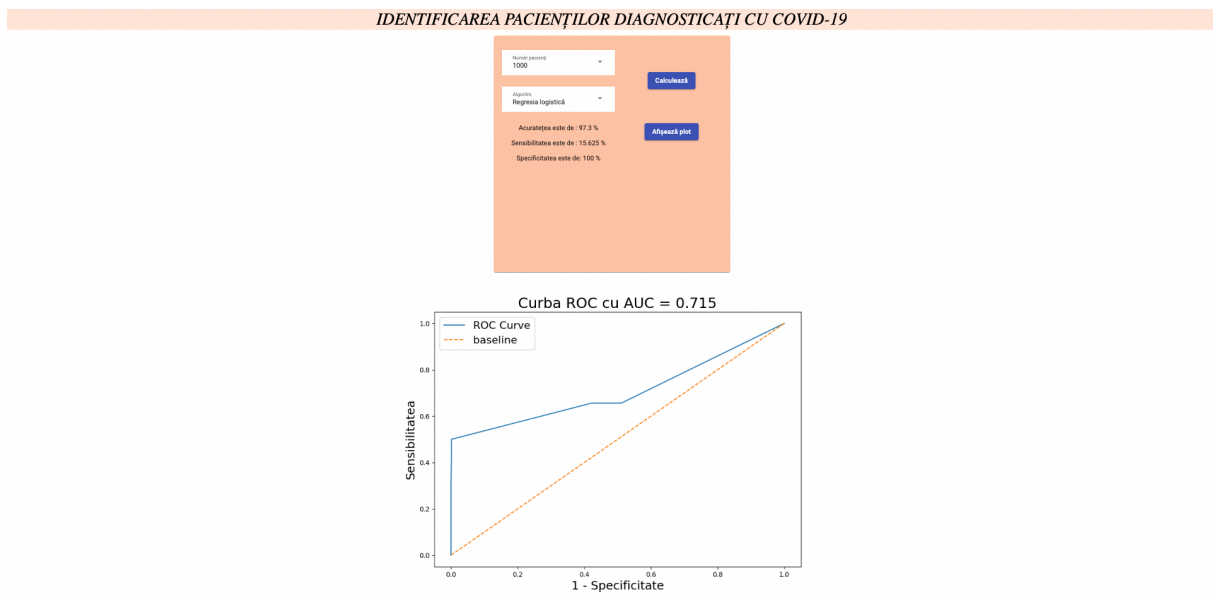 IDENTIFICAREA PACIENȚILOR DIAGNOSTICAȚI CU COVID-19
Număr pacienți
1000
Calculează
Algoritm
Regresia logistică
Acuratețea este de : 97.3 %
Afișează plot
Sensibilitatea este de : 15.625 %
Specificitatea este de: 100 %
Curba ROC cu AUC = 0.715
ROC Curve
baseline
1.0
0.8
0.6
0.4
0.2
0.0
Sensibilitatea
0.0 0.2 0.4 0.6 0.8 1.0
1 - Specificitate